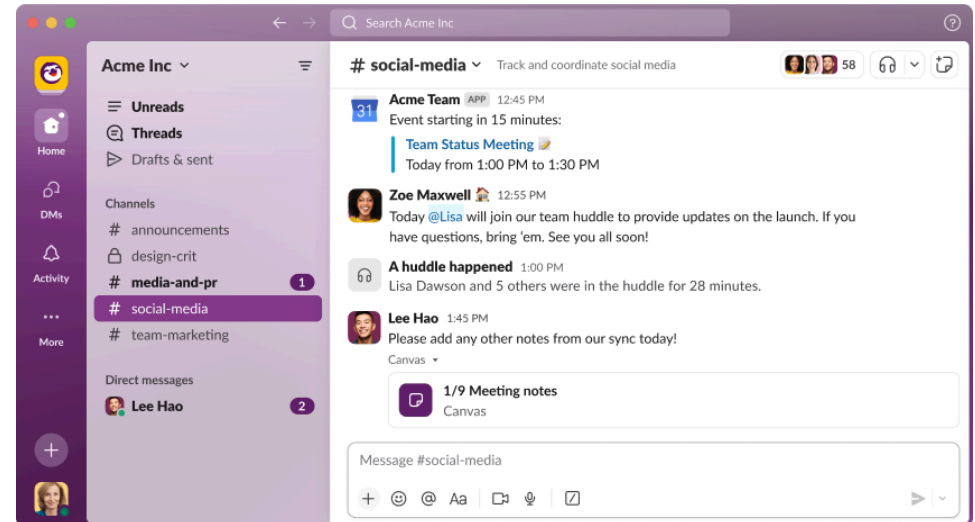 Search Acme Inc
Home
DMs
Activity
More
Acme Inc
Unreads
Threads
Drafts & sent
Channels
# announcements
design-crit
# media-and-pr 1
# social-media
# team-marketing
Direct messages
Lee Hao 2
# social-media Track and coordinate social media 58
31
Acme Team APP 12:45 PM
Event starting in 15 minutes:
Team Status Meeting
Today from 1:00 PM to 1:30 PM
Zoe Maxwell 12:55 PM
Today @Lisa will join our team huddle to provide updates on the launch. If you
have questions, bring ‘em. See you all soon!
A huddle happened 1:00 PM
Lisa Dawson and 5 others were in the huddle for 28 minutes.
Lee Hao 1:45 PM
Please add any other notes from our sync today!
Canvas
1/9 Meeting notes
Canvas
Message #social-media
+ @ Aa